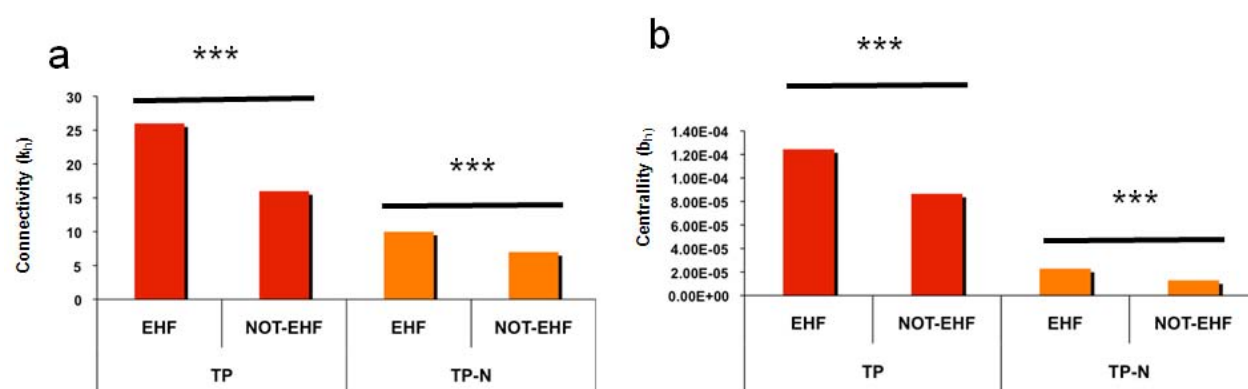 a
***
Connectivity (kh)
30
25
20
15
10
5
0
***
EHF NOT-EHF EHF NOT-EHF
TP TP-N
b
***
Centrallity (bh)
1.40E-04
1.20E-04
1.00E-04
8.00E-05
6.00E-05
4.00E-05
2.00E-05
0.00E+00
***
EHF NOT-EHF EHF NOT-EHF
TP TP-N